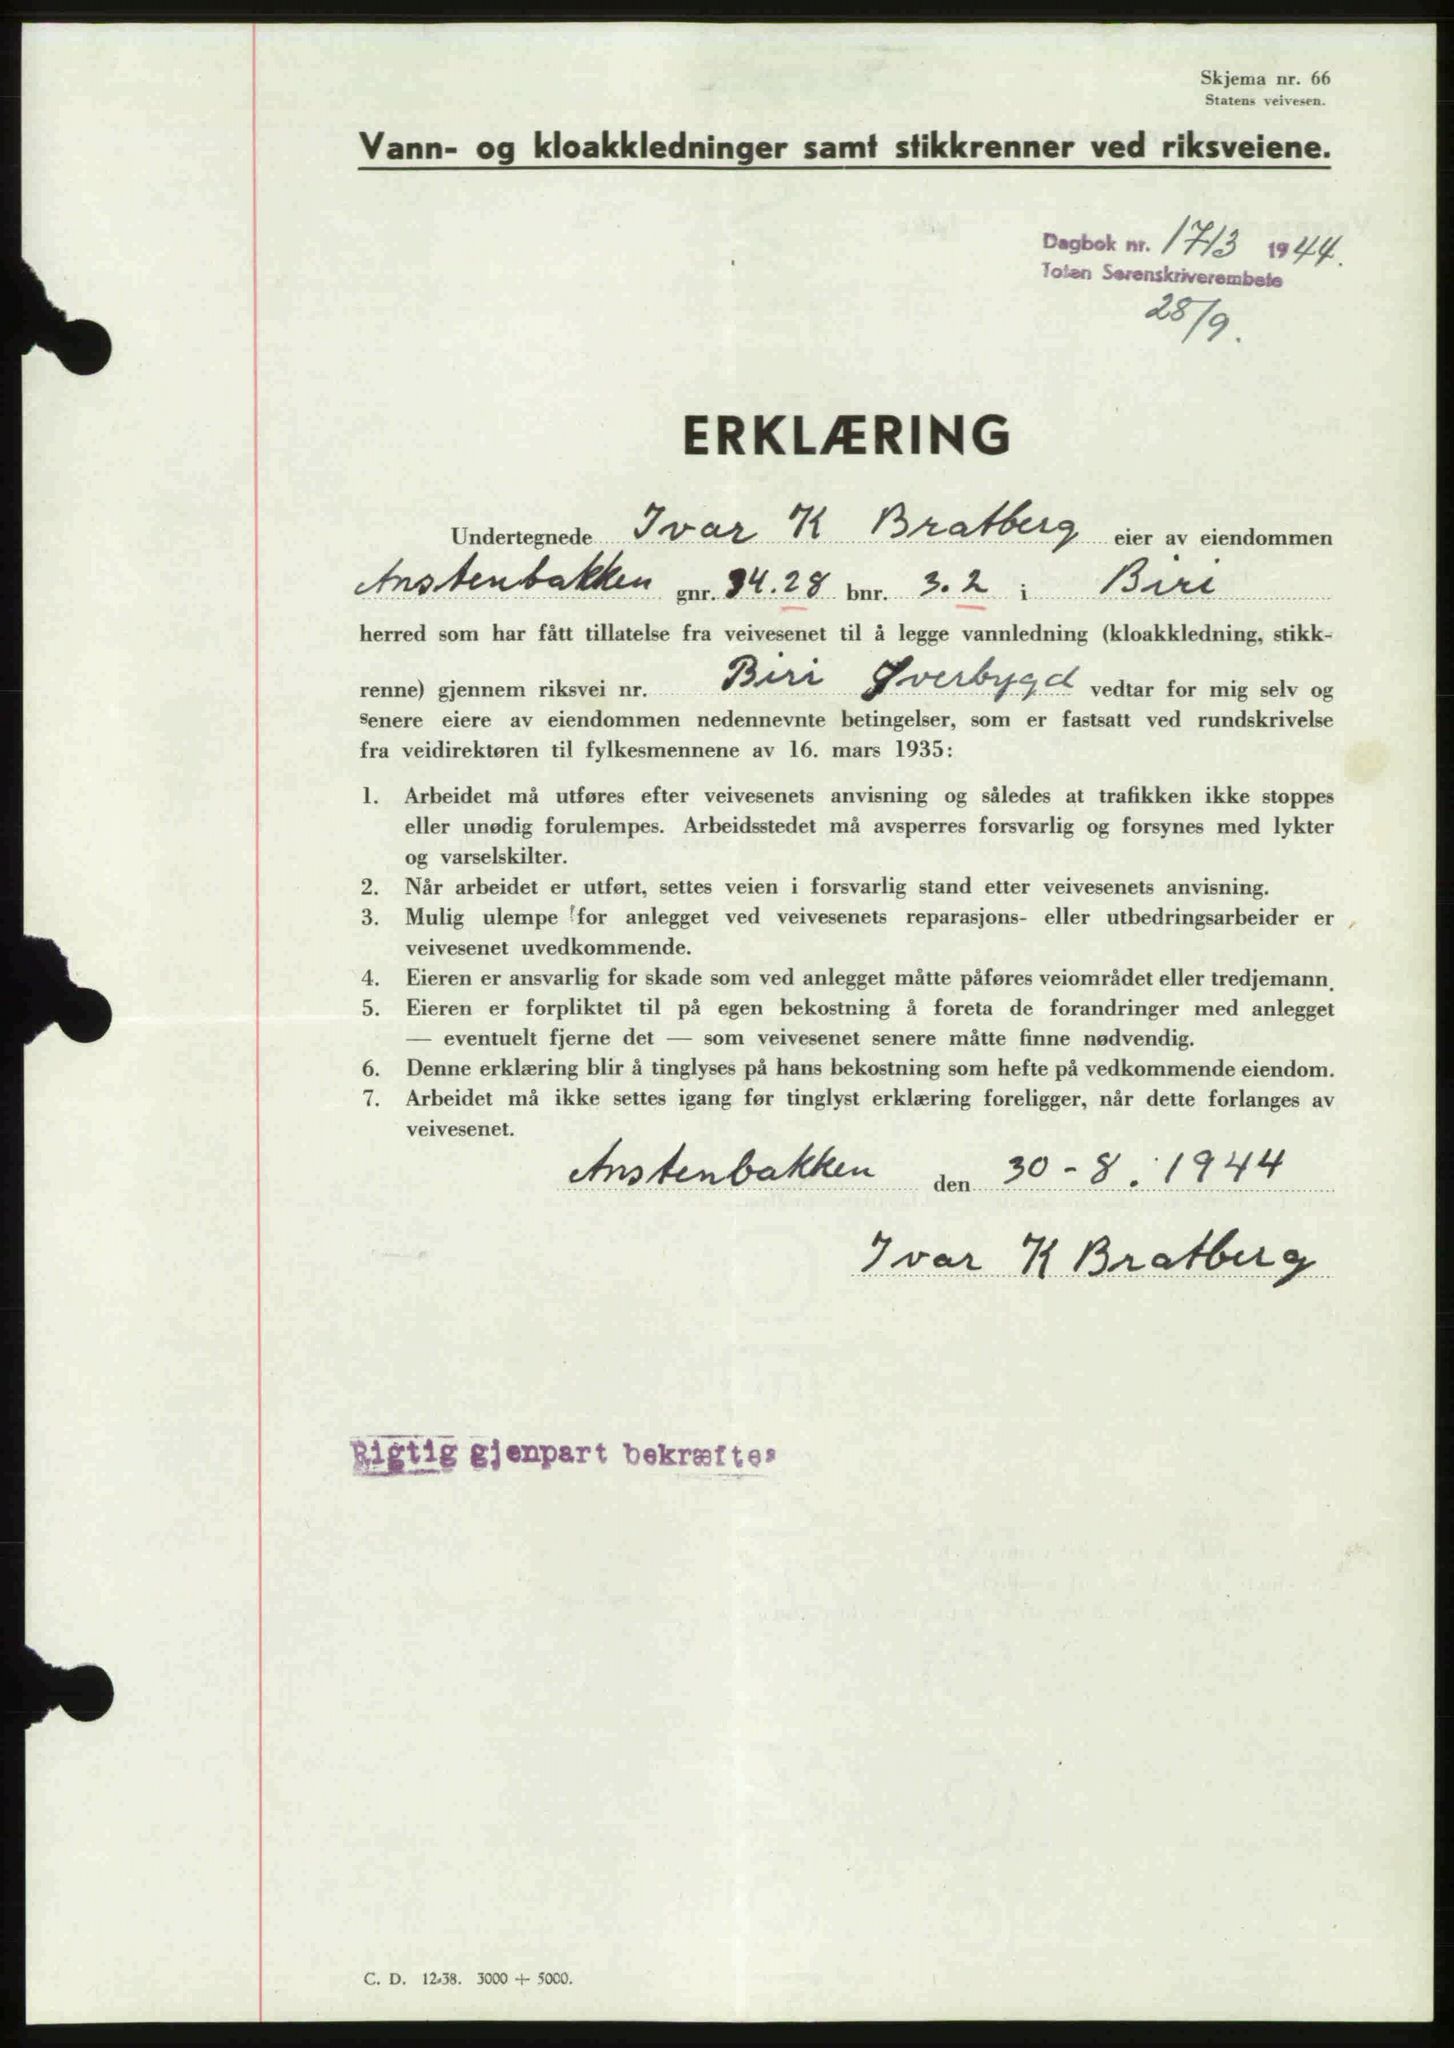 Skjema nr. 66
Statens veivesen.
Vann- og kloakkledninger samt stikkrenner ved riksveiene.
Dagbok nr. 1713 1944.
Toten Sørenskriverembete
28/9.
ERKLÆRING
Undertegnede Ivar K Bratberg eier av eiendommen
Anstenbakken gnr. 34.28 bnr. 3.2 i Biri
herred som har fått tillatelse fra veivesenet til å legge vannledning (kloakkledning, stikk-
renne) gjennem riksvei nr. Biri Øverbygd vedtar for mig selv og
senere eiere av eiendommen nedennevnte betingelser, som er fastsatt ved rundskrivelse
fra veidirektøren til fylkesmennene av 16. mars 1935:
1. Arbeidet må utføres efter veivesenets anvisning og således at trafikken ikke stoppes
eller unødig forulempes. Arbeidsstedet må avsperres forsvarlig og forsynes med lykter
og varselskilter.
2. Når arbeidet er utført, settes veien i forsvarlig stand etter veivesenets anvisning.
3. Mulig ulempe for anlegget ved veivesenets reparasjons- eller utbedringsarbeider er
veivesenet uvedkommende.
4. Eieren er ansvarlig for skade som ved anlegget måtte påføres veiområdet eller tredjemann.
5. Eieren er forpliktet til på egen bekostning å foreta de forandringer med anlegget
— eventuelt fjerne det — som veivesenet senere måtte finne nødvendig.
6. Denne erklæring blir å tinglyses på hans bekostning som hefte på vedkommende eiendom.
7. Arbeidet må ikke settes igang før tinglyst erklæring foreligger, når dette forlanges av
veivesenet.
Anstenbakken den 30-8. 1944
Ivar K Bratberg
Rigtig gjenpart bekræftes
C. D. 12-38. 3000 + 5000.